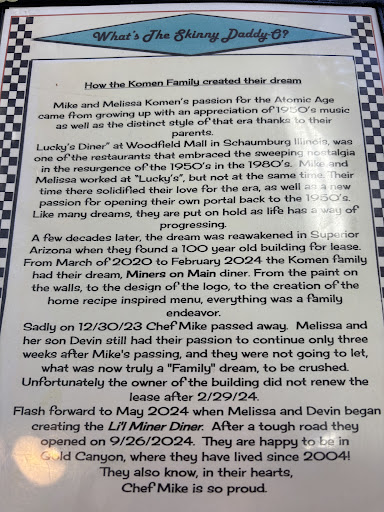 What's The Skinny Daddy-O?
How the Komen Family created their dream
Mike and Melissa Komen's passion for the Atomic Age
came from growing up with an appreciation of 1950's music
as well as the distinct style of that era thanks to their
parents.
Lucky's Diner" at Woodfield Mall in Schaumburg Illinois, was
one of the restaurants that embraced the sweeping nostalgia
in the resurgence of the 1950's in the 1980's. Mike and
Melissa worked at "Lucky's", but not at the same time. Their
time there solidified their love for the era, as well as a new
passion for opening their own portal back to the 1950's.
Like many dreams, they are put on hold as life has a way of
progressing.
A few decades later, the dream was reawakened in Superior
Arizona when they found a 100 year old building for lease.
From March of 2020 to February 2024 the Komen family
had their dream, Miners on Main diner. From the paint on
the walls, to the design of the logo, to the creation of the
home recipe inspired menu, everything was a family
endeavor.
Sadly on 12/30/23 Chef Mike passed away. Melissa and
her son Devin still had their passion to continue only three
weeks after Mike's passing, and they were not going to let,
what was now truly a "Family" dream, to be crushed.
Unfortunately the owner of the building did not renew the
lease after 2/29/24.
Flash forward to May 2024 when Melissa and Devin began
creating the Li'l Miner Diner. After a tough road they
opened on 9/26/2024. They are happy to be in
Gold Canyon, where they have lived since 2004!
They also know, in their hearts,
Chef Mike is so proud.